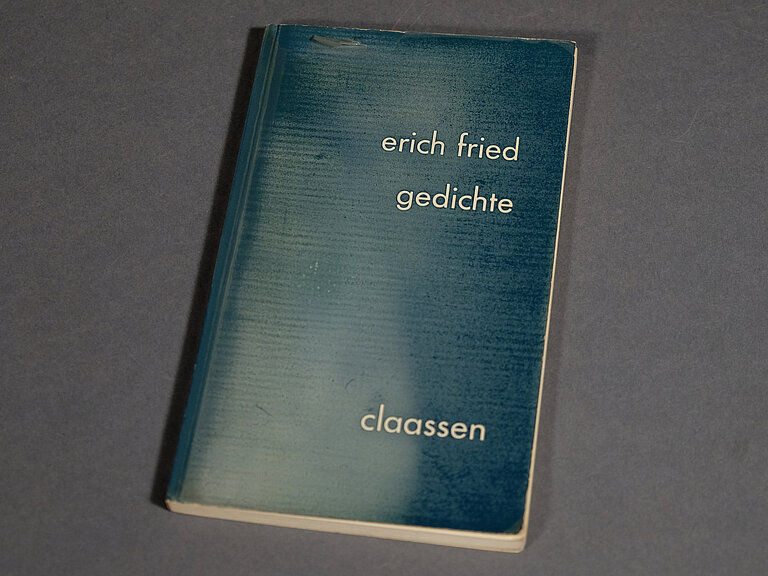 erich fried
gedichte
claassen